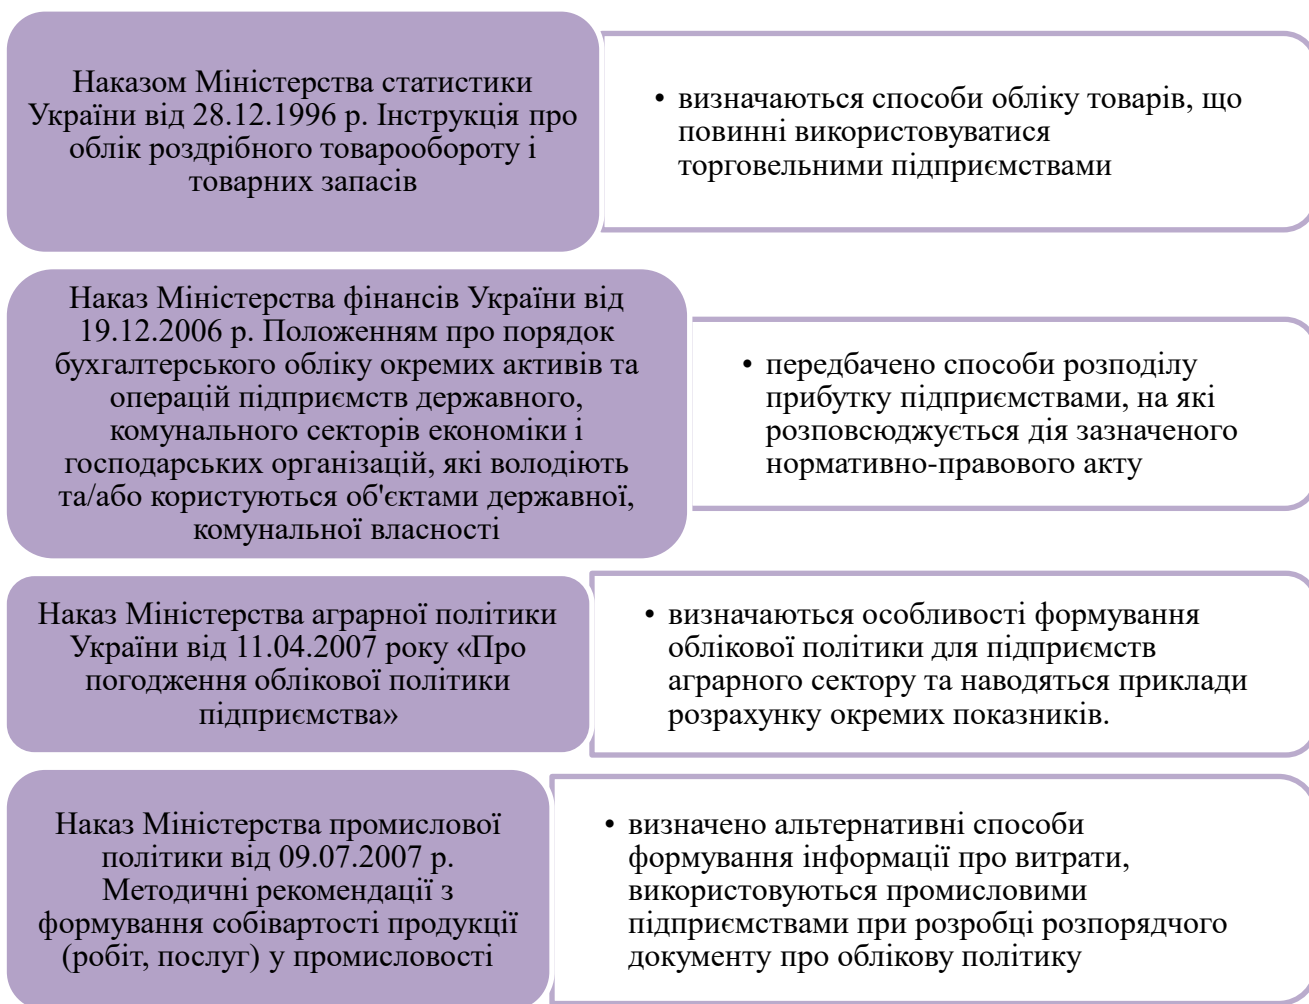 Наказом Міністерства статистики
України від 28.12.1996 р. Інструкція про
облік роздрібного товарообороту і
товарних запасів
• визначаються способи обліку товарів, що
повинні використовуватися
торговельними підприємствами
Наказ Міністерства фінансів України від
19.12.2006 р. Положенням про порядок
бухгалтерського обліку окремих активів та
операцій підприємств державного,
комунального секторів економіки і
господарських організацій, які володіють
та/або користуються об'єктами державної,
комунальної власності
• передбачено способи розподілу
прибутку підприємствами, на які
розповсюджується дія зазначеного
нормативно-правового акту
Наказ Міністерства аграрної політики
України від 11.04.2007 року «Про
погодження облікової політики
підприємства»
• визначаються особливості формування
облікової політики для підприємств
аграрного сектору та наводяться приклади
розрахунку окремих показників.
Наказ Міністерства промислової
політики від 09.07.2007 р.
Методичні рекомендації з
формування собівартості продукції
(робіт, послуг) у промисловості
• визначено альтернативні способи
формування інформації про витрати,
використовуються промисловими
підприємствами при розробці розпорядчого
документу про облікову політику